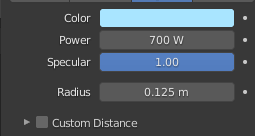 Color
Power 700 W
Specular 1.00
Radius 0.125 m
Custom Distance